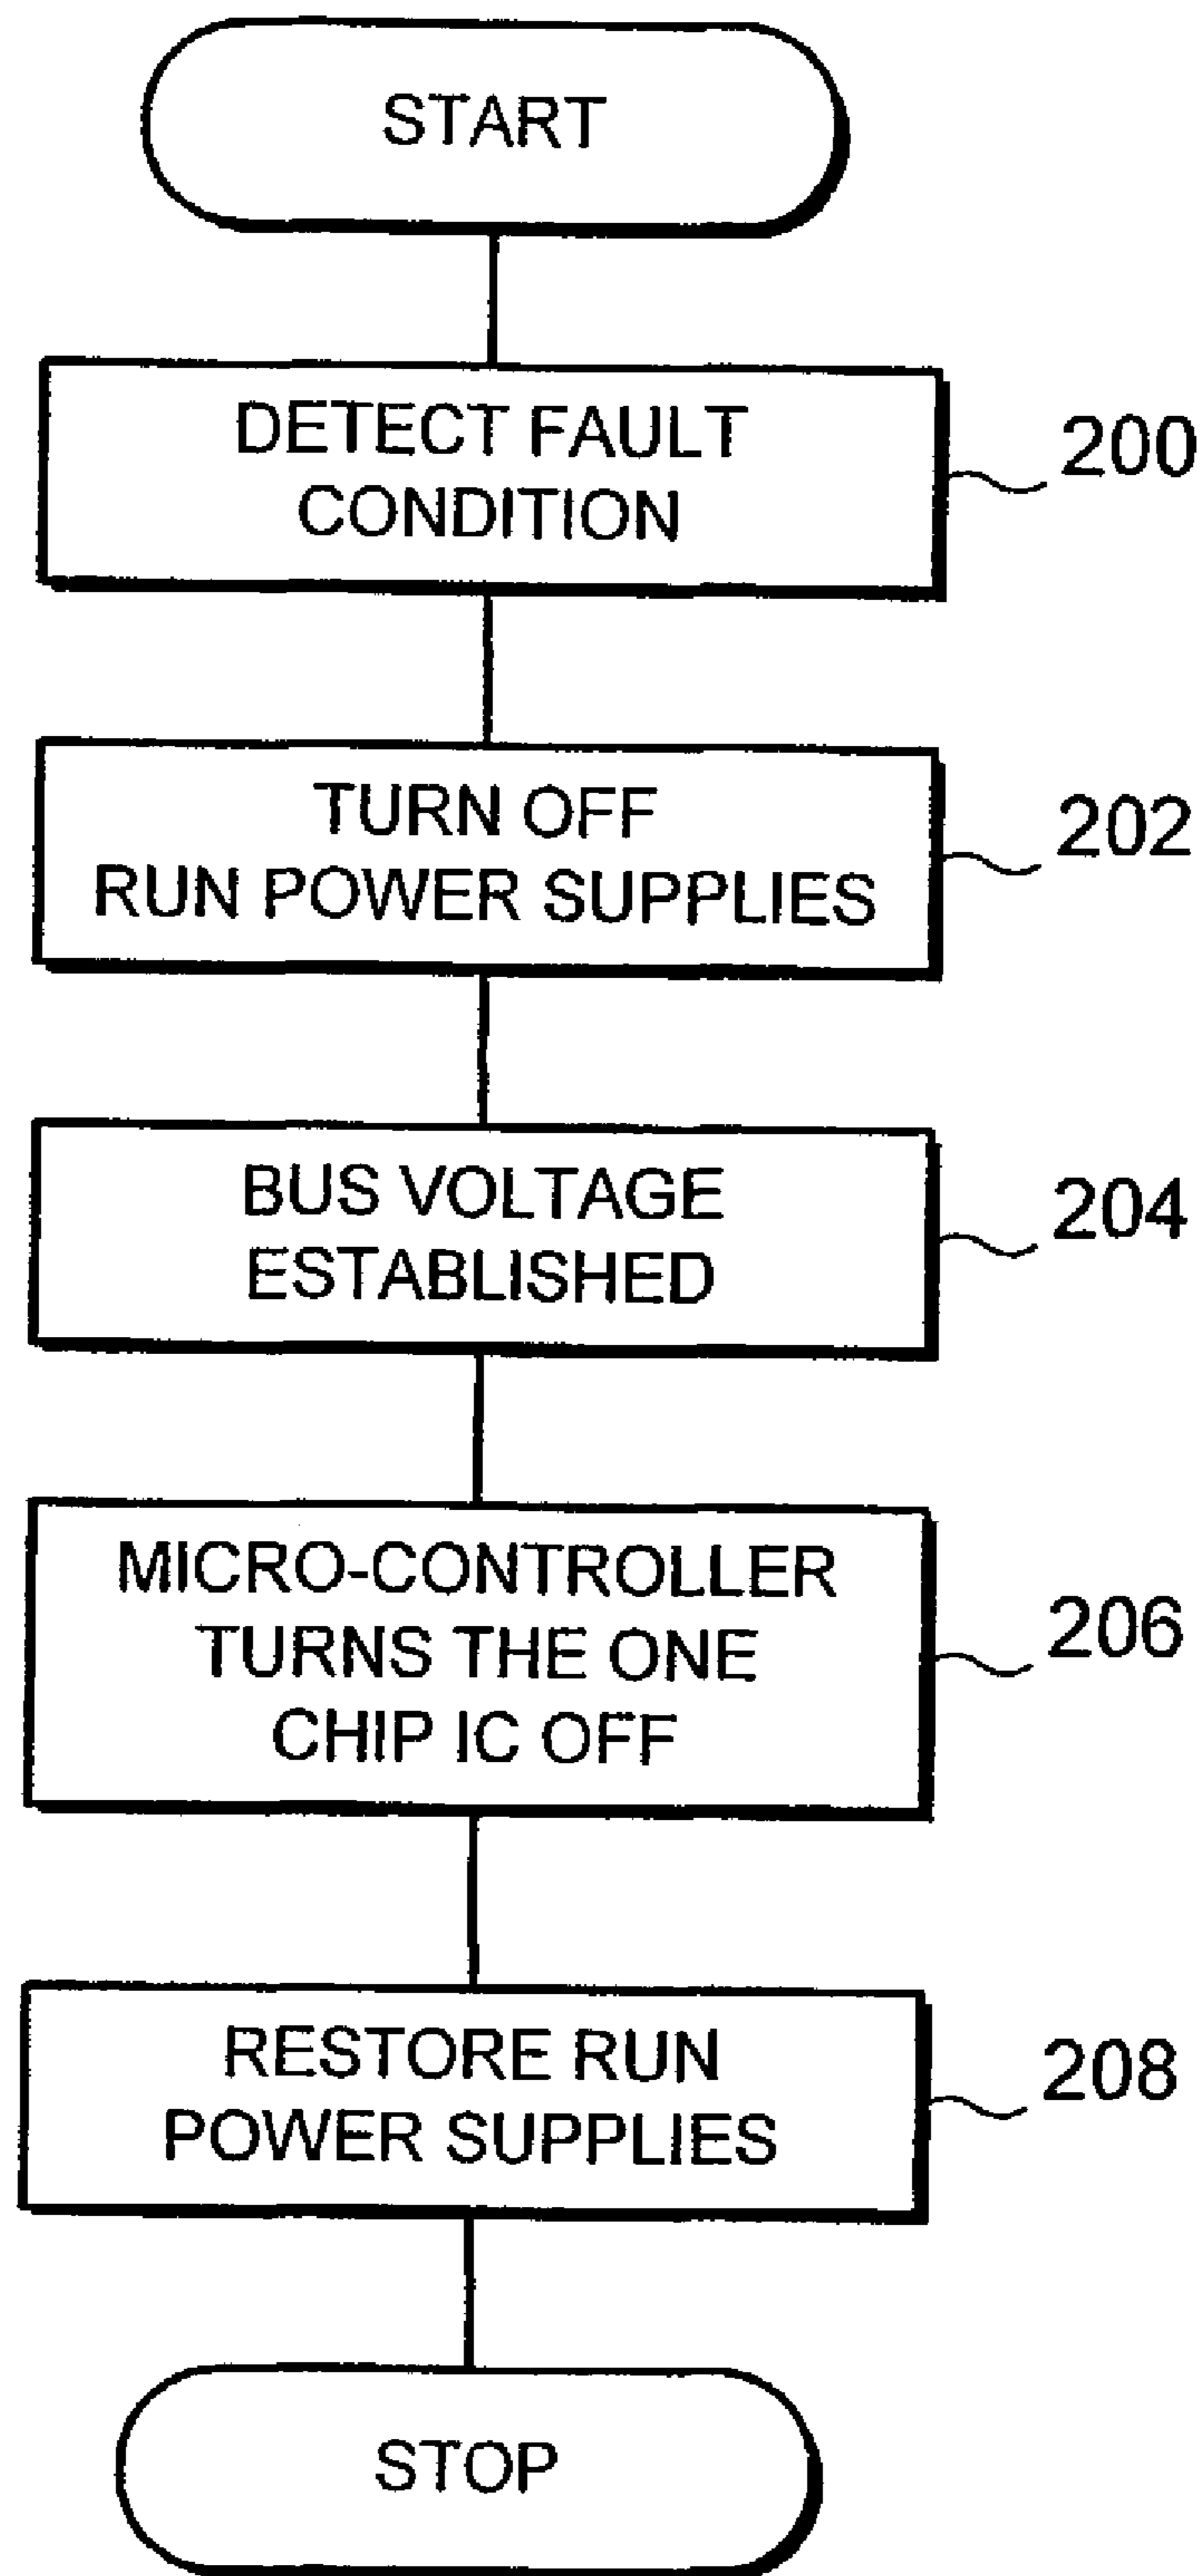 START
DETECT FAULT
CONDITION
200
TURN OFF
RUN POWER SUPPLIES
202
BUS VOLTAGE
ESTABLISHED
204
MICRO-CONTROLLER
TURNS THE ONE
CHIP IC OFF
206
RESTORE RUN
POWER SUPPLIES
208
STOP